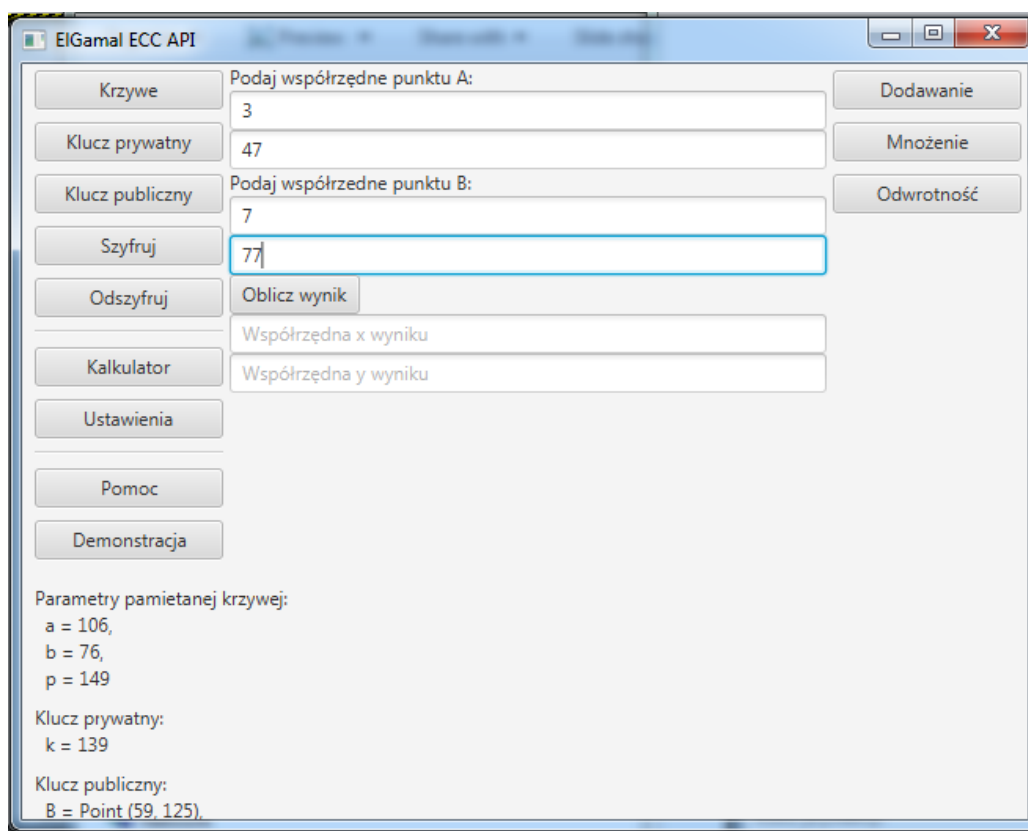 ElGamal ECC API
Krzywe
Klucz prywatny
Klucz publiczny
Szyfruj
Odszyfruj
Kalkulator
Ustawienia
Pomoc
Demonstracja
Podaj współrzędne punktu A:
3
47
Podaj współrzedne punktu B:
7
77
Oblicz wynik
Współrzędna x wyniku
Współrzędna y wyniku
Dodawanie
Mnożenie
Odwrotność
Parametry pamietanej krzywej:
a = 106,
b = 76,
p = 149
Klucz prywatny:
k = 139
Klucz publiczny:
B = Point (59, 125),